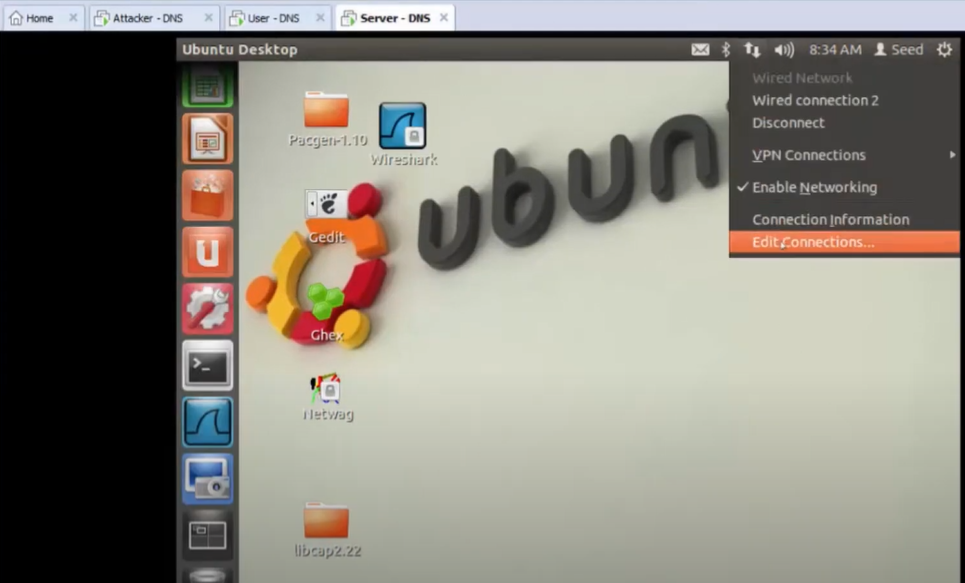 Home
Attacker - DNS
User - DNS
Server - DNS
Ubuntu Desktop
8:34 AM
Seed
Wired Network
Wired connection 2
Disconnect
VPN Connections
Enable Networking
Connection Information
Edit Connections...
Pacgen-1.10
Wireshark
ubun
Gedit
Ghex
Netwag
libcap2.22